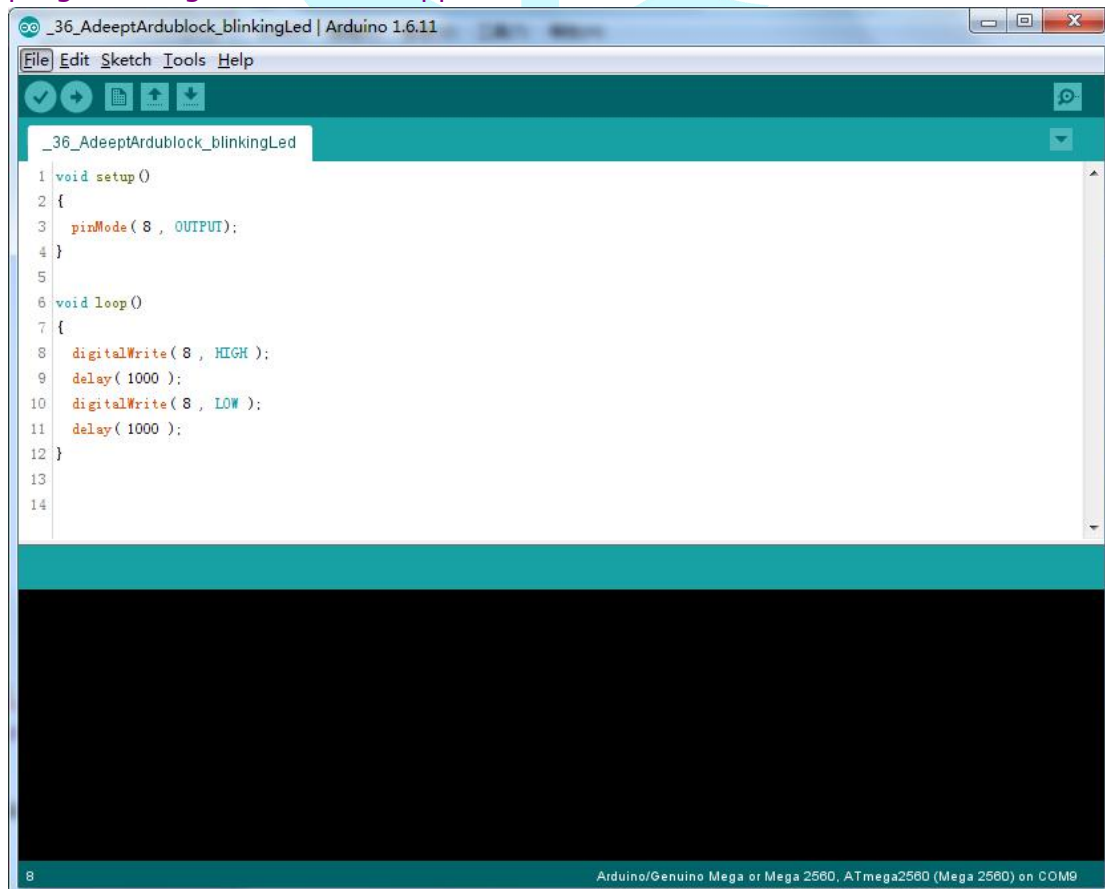 _36_AdeeptArdublock_blinkingLed | Arduino 1.6.11
File Edit Sketch Tools Help
_36_AdeeptArdublock_blinkingLed
1 void setup()
2 {
3 pinMode( 8 , OUTPUT);
4 }
5
6 void loop()
7 {
8 digitalWrite( 8 , HIGH );
9 delay( 1000 );
10 digitalWrite( 8 , LOW );
11 delay( 1000 );
12 }
13
14
8 Arduino/Genuino Mega or Mega 2560, ATmega2560 (Mega 2560) on COM9